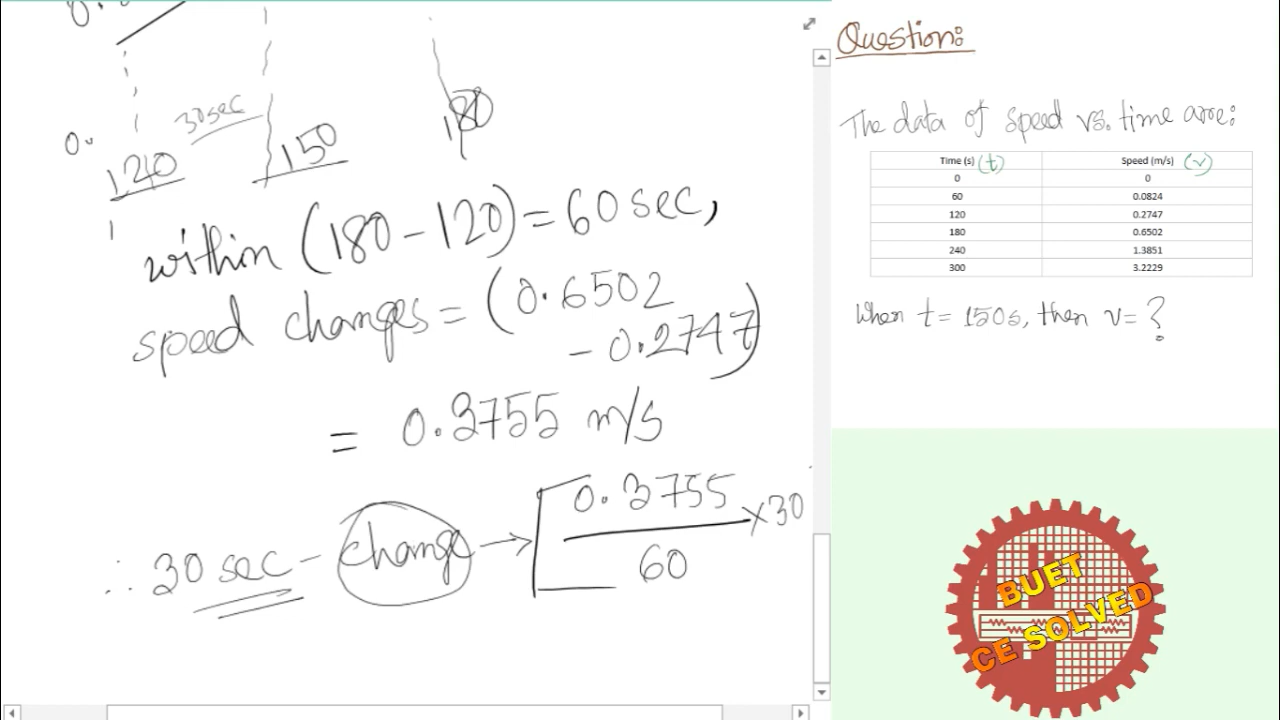 0.
30sec
0.
120
150
180
within (180 - 120) = 60 sec,
speed changes = (0.6502
- 0.2747)
= 0.3755 m/s
∴ 30 sec - change → [0.3755/60 × 30
Question:
The data of speed vs. time are:
Time (s) (t) Speed (m/s) (v)
0 0
60 0.0824
120 0.2747
180 0.6502
240 1.3851
300 3.2229
When t = 150s, then v = ?
BUET
CE SOLVED